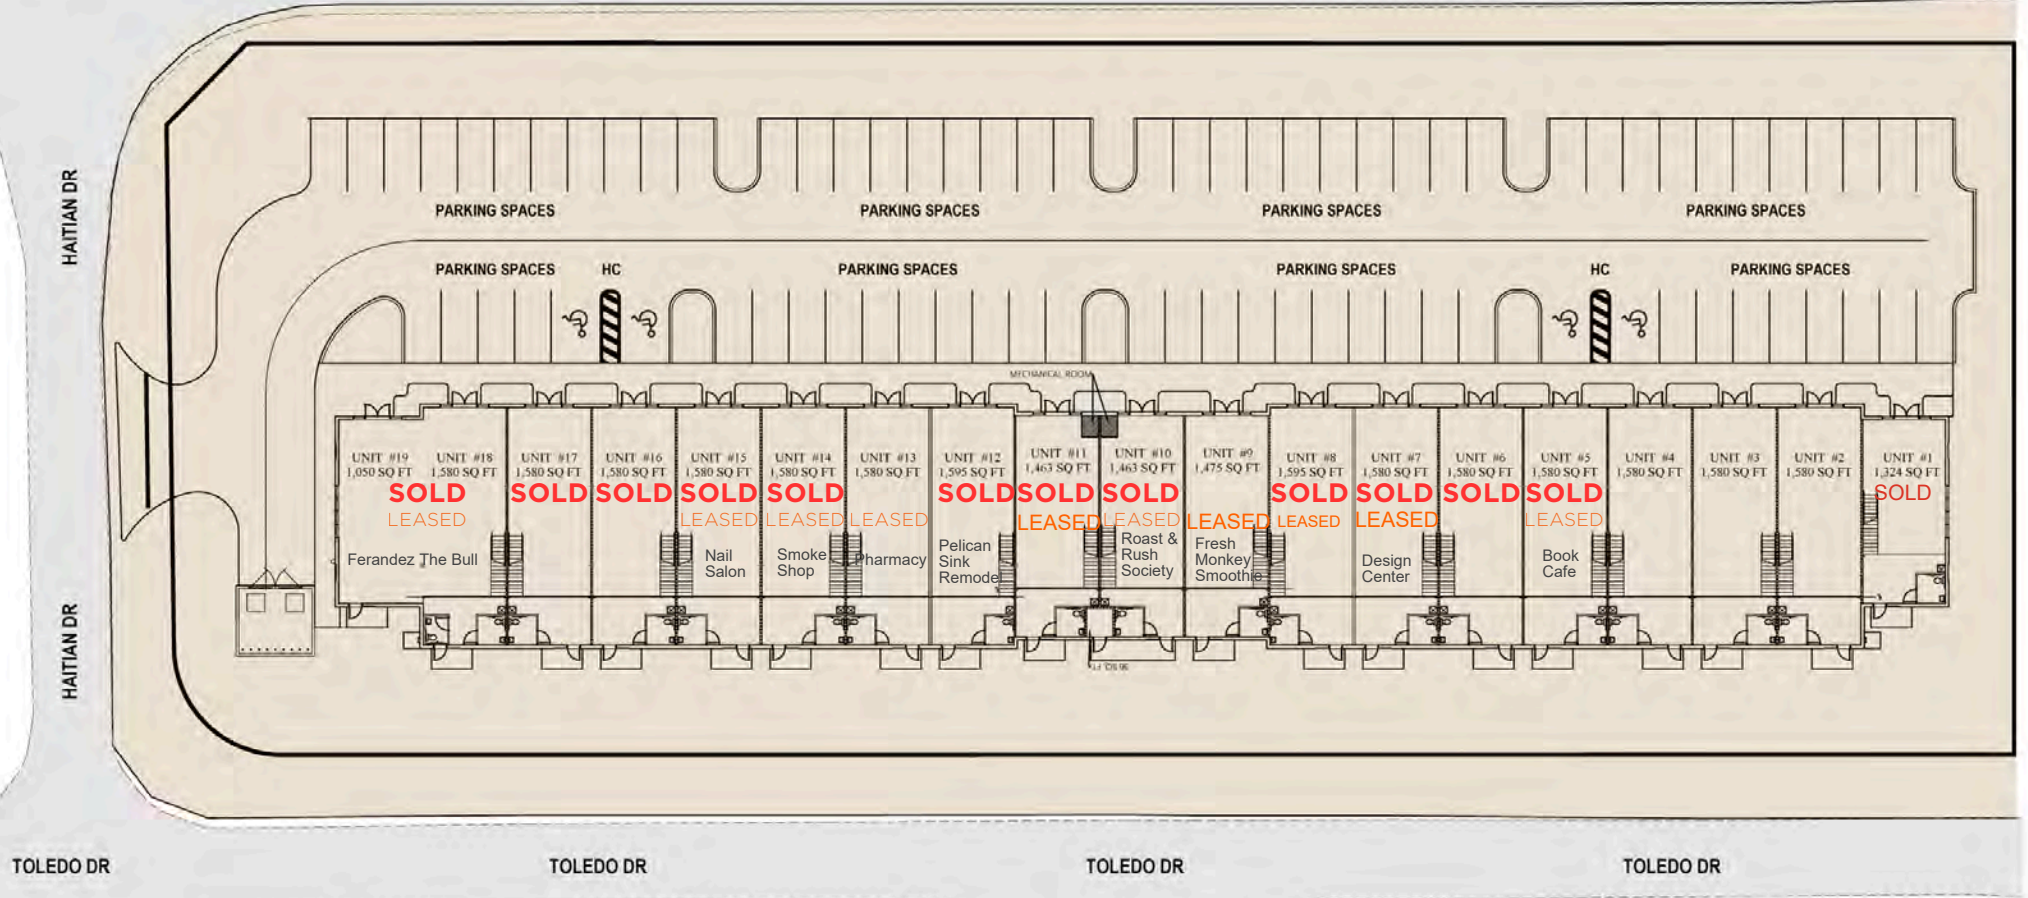 HAITIAN DR
PARKING SPACES PARKING SPACES PARKING SPACES PARKING SPACES
PARKING SPACES HC PARKING SPACES PARKING SPACES HC PARKING SPACES
MECHANICAL ROOM
UNIT #19
1,050 SQ FT
UNIT #18
1,580 SQ FT
SOLD
LEASED
Ferandez The Bull
UNIT #17
1,580 SQ FT
SOLD
UNIT #16
1,580 SQ FT
SOLD
UNIT #15
1,580 SQ FT
SOLD
LEASED
Nail
Salon
UNIT #14
1,580 SQ FT
SOLD
LEASED
Smoke
Shop
UNIT #13
1,580 SQ FT
LEASED
Pharmacy
UNIT #12
1,595 SQ FT
SOLD
Pelican
Sink
Remodel
UNIT #11
1,463 SQ FT
SOLD
LEASED
UNIT #10
1,463 SQ FT
SOLD
LEASED
Roast &
Rush
Society
UNIT #9
1,475 SQ FT
LEASED
Fresh
Monkey
Smoothie
UNIT #8
1,595 SQ FT
SOLD
LEASED
UNIT #7
1,580 SQ FT
SOLD
LEASED
Design
Center
UNIT #6
1,580 SQ FT
SOLD
UNIT #5
1,580 SQ FT
SOLD
LEASED
Book
Cafe
UNIT #4
1,580 SQ FT
UNIT #3
1,580 SQ FT
UNIT #2
1,580 SQ FT
UNIT #1
1,324 SQ FT
SOLD
HAITIAN DR
TOLEDO DR TOLEDO DR TOLEDO DR TOLEDO DR